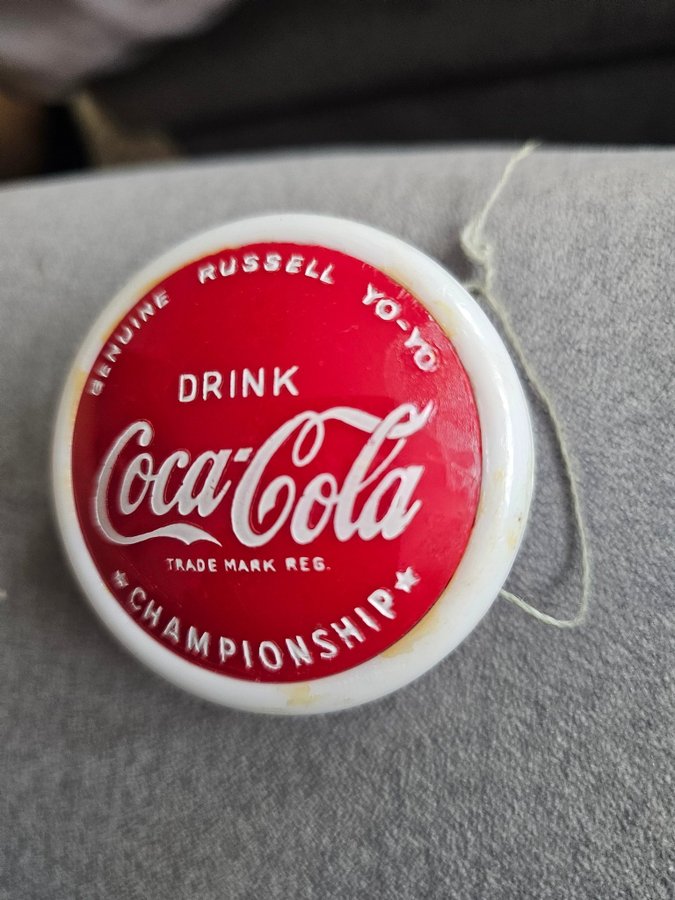 GENUINE RUSSELL YO-YO
DRINK
Coca-Cola
TRADE MARK REG.
★CHAMPIONSHIP★